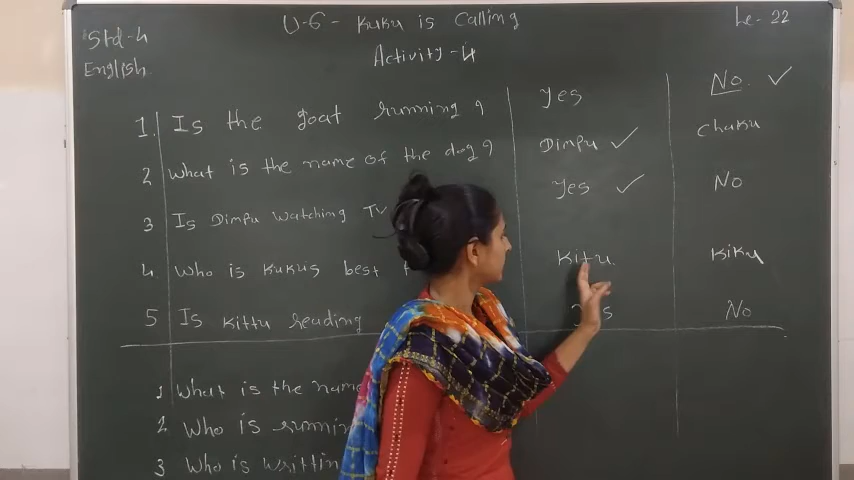 Std-4
English
U-6- KUKU is Calling
Le-22
Activity-4
1. Is the goat running ? Yes No ✓
2 What is the name of the dog ? Dimpu ✓ Chaku
3 Is Dimpu watching TV Yes ✓ No
4. Who is KUKU's best Kittu. Kiku
5 Is Kittu reading No
1 What is the name
2 Who is runnin
3 Who is writtin